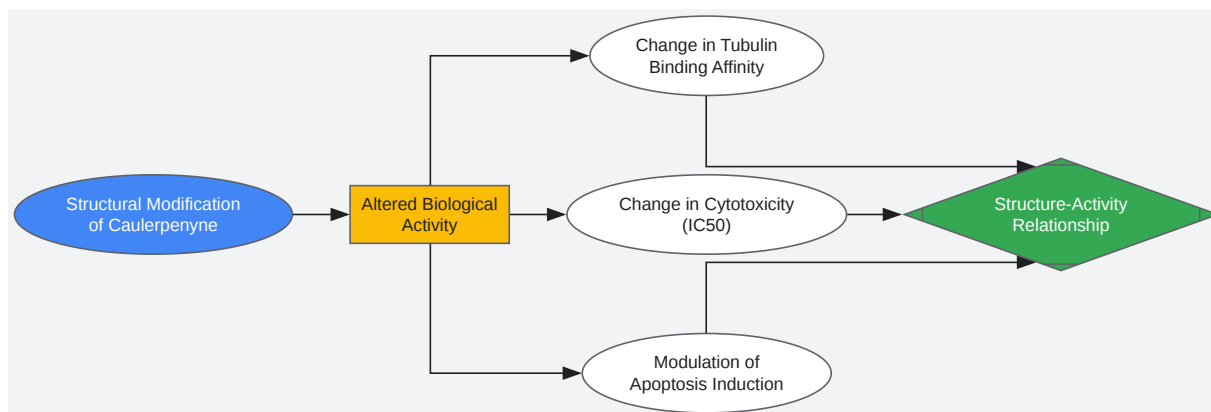 Change in Tubulin
Binding Affinity
Structural Modification
of Caulerpenyne
Altered Biological
Activity
Change in Cytotoxicity
(IC50)
Structure-Activity
Relationship
Modulation of
Apoptosis Induction